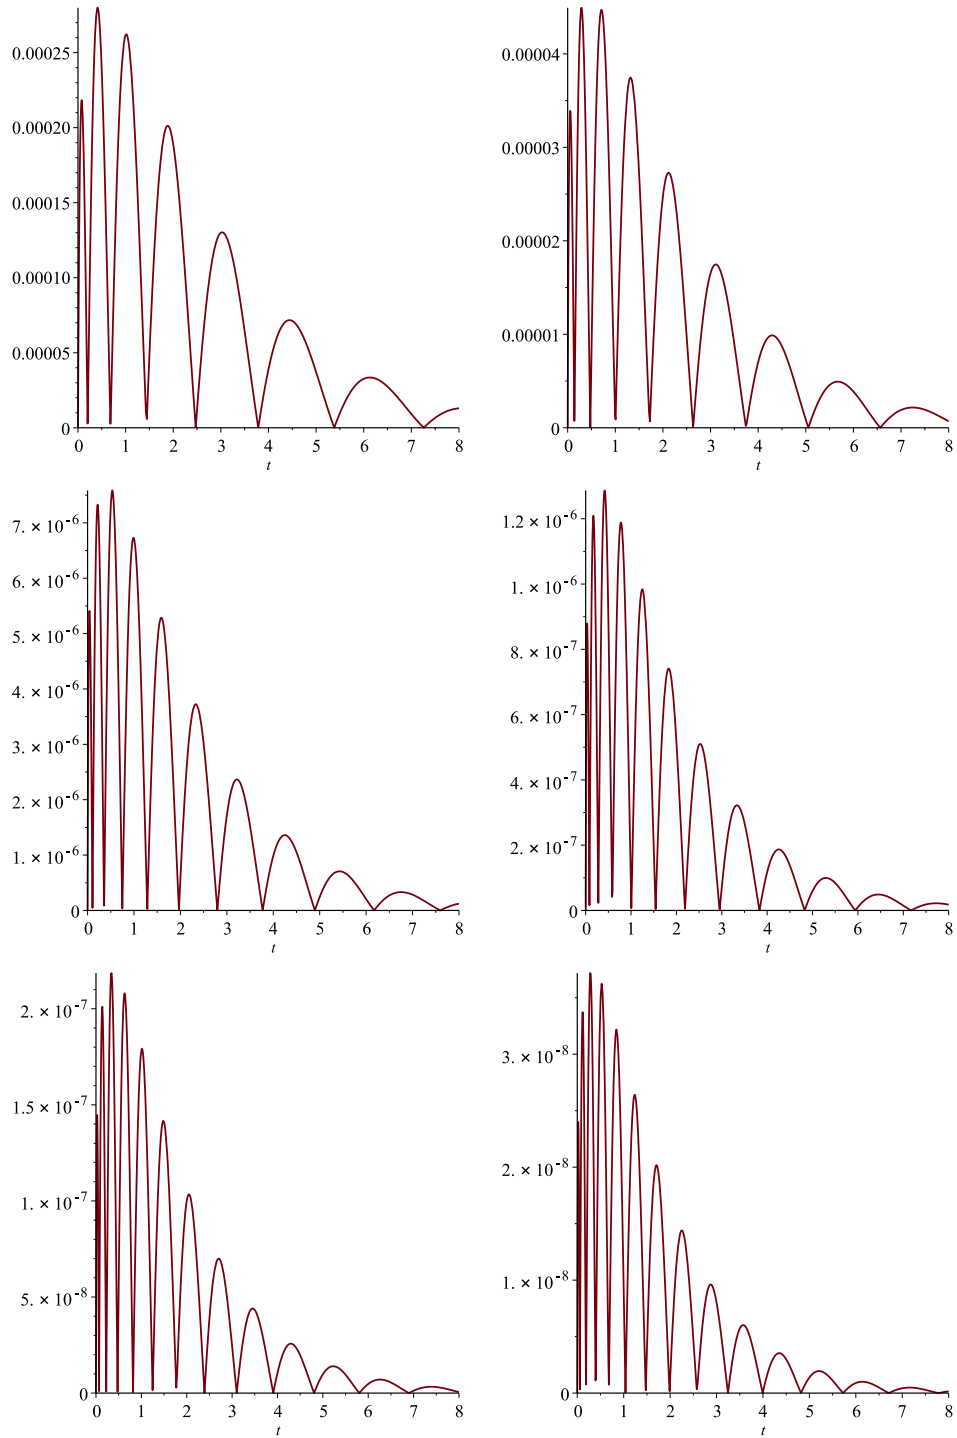 0.00025
0.00020
0.00015
0.00010
0.00005
0
0 1 2 3 4 5 6 7 8
t
0.00004
0.00003
0.00002
0.00001
0
0 1 2 3 4 5 6 7 8
t
7. × 10⁻⁶
6. × 10⁻⁶
5. × 10⁻⁶
4. × 10⁻⁶
3. × 10⁻⁶
2. × 10⁻⁶
1. × 10⁻⁶
0
0 1 2 3 4 5 6 7 8
t
1.2 × 10⁻⁶
1. × 10⁻⁶
8. × 10⁻⁷
6. × 10⁻⁷
4. × 10⁻⁷
2. × 10⁻⁷
0
0 1 2 3 4 5 6 7 8
t
2. × 10⁻⁷
1.5 × 10⁻⁷
1. × 10⁻⁷
5. × 10⁻⁸
0
0 1 2 3 4 5 6 7 8
t
3. × 10⁻⁸
2. × 10⁻⁸
1. × 10⁻⁸
0
0 1 2 3 4 5 6 7 8
t